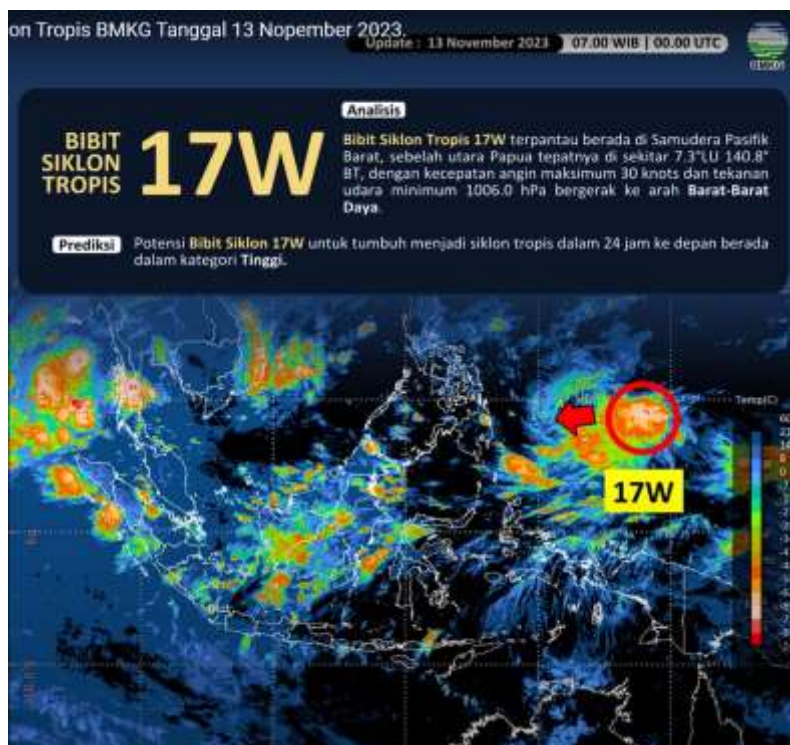 on Tropis BMKG Tanggal 13 Nopember 2023.
Update : 13 November 2023 07.00 WIB | 00.00 UTC
BMKG
BIBIT
SIKLON
TROPIS
17W
Analisis
Bibit Siklon Tropis 17W terpantau berada di Samudera Pasifik
Barat, sebelah utara Papua tepatnya di sekitar 7.3°LU 140.8°
BT, dengan kecepatan angin maksimum 30 knots dan tekanan
udara minimum 1006.0 hPa bergerak ke arah Barat-Barat
Daya.
Prediksi
Potensi Bibit Siklon 17W untuk tumbuh menjadi siklon tropis dalam 24 jam ke depan berada
dalam kategori Tinggi.
Temp(C)
17W